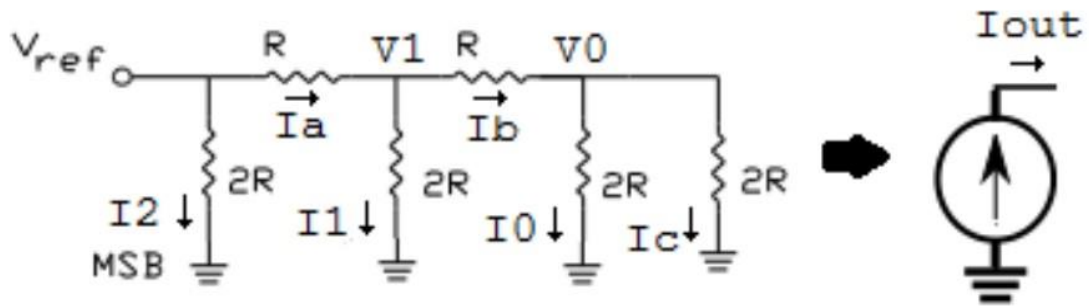 Iout
Vref R V1 R V0
Ia Ib
2R 2R 2R 2R
I2 I1 I0 Ic
MSB